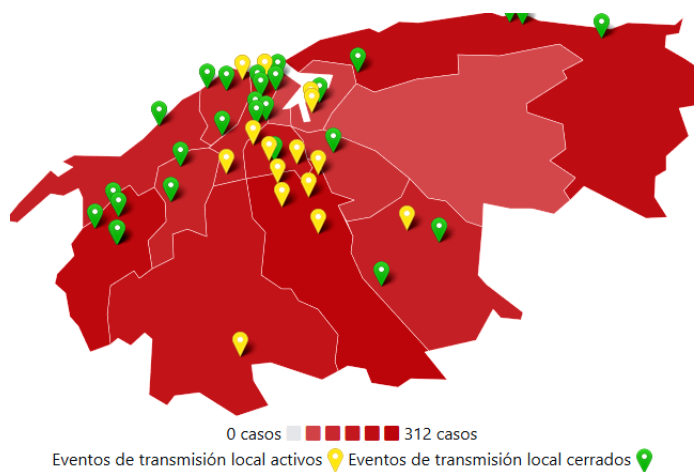 0 casos 312 casos
Eventos de transmisión local activos Eventos de transmisión local cerrados